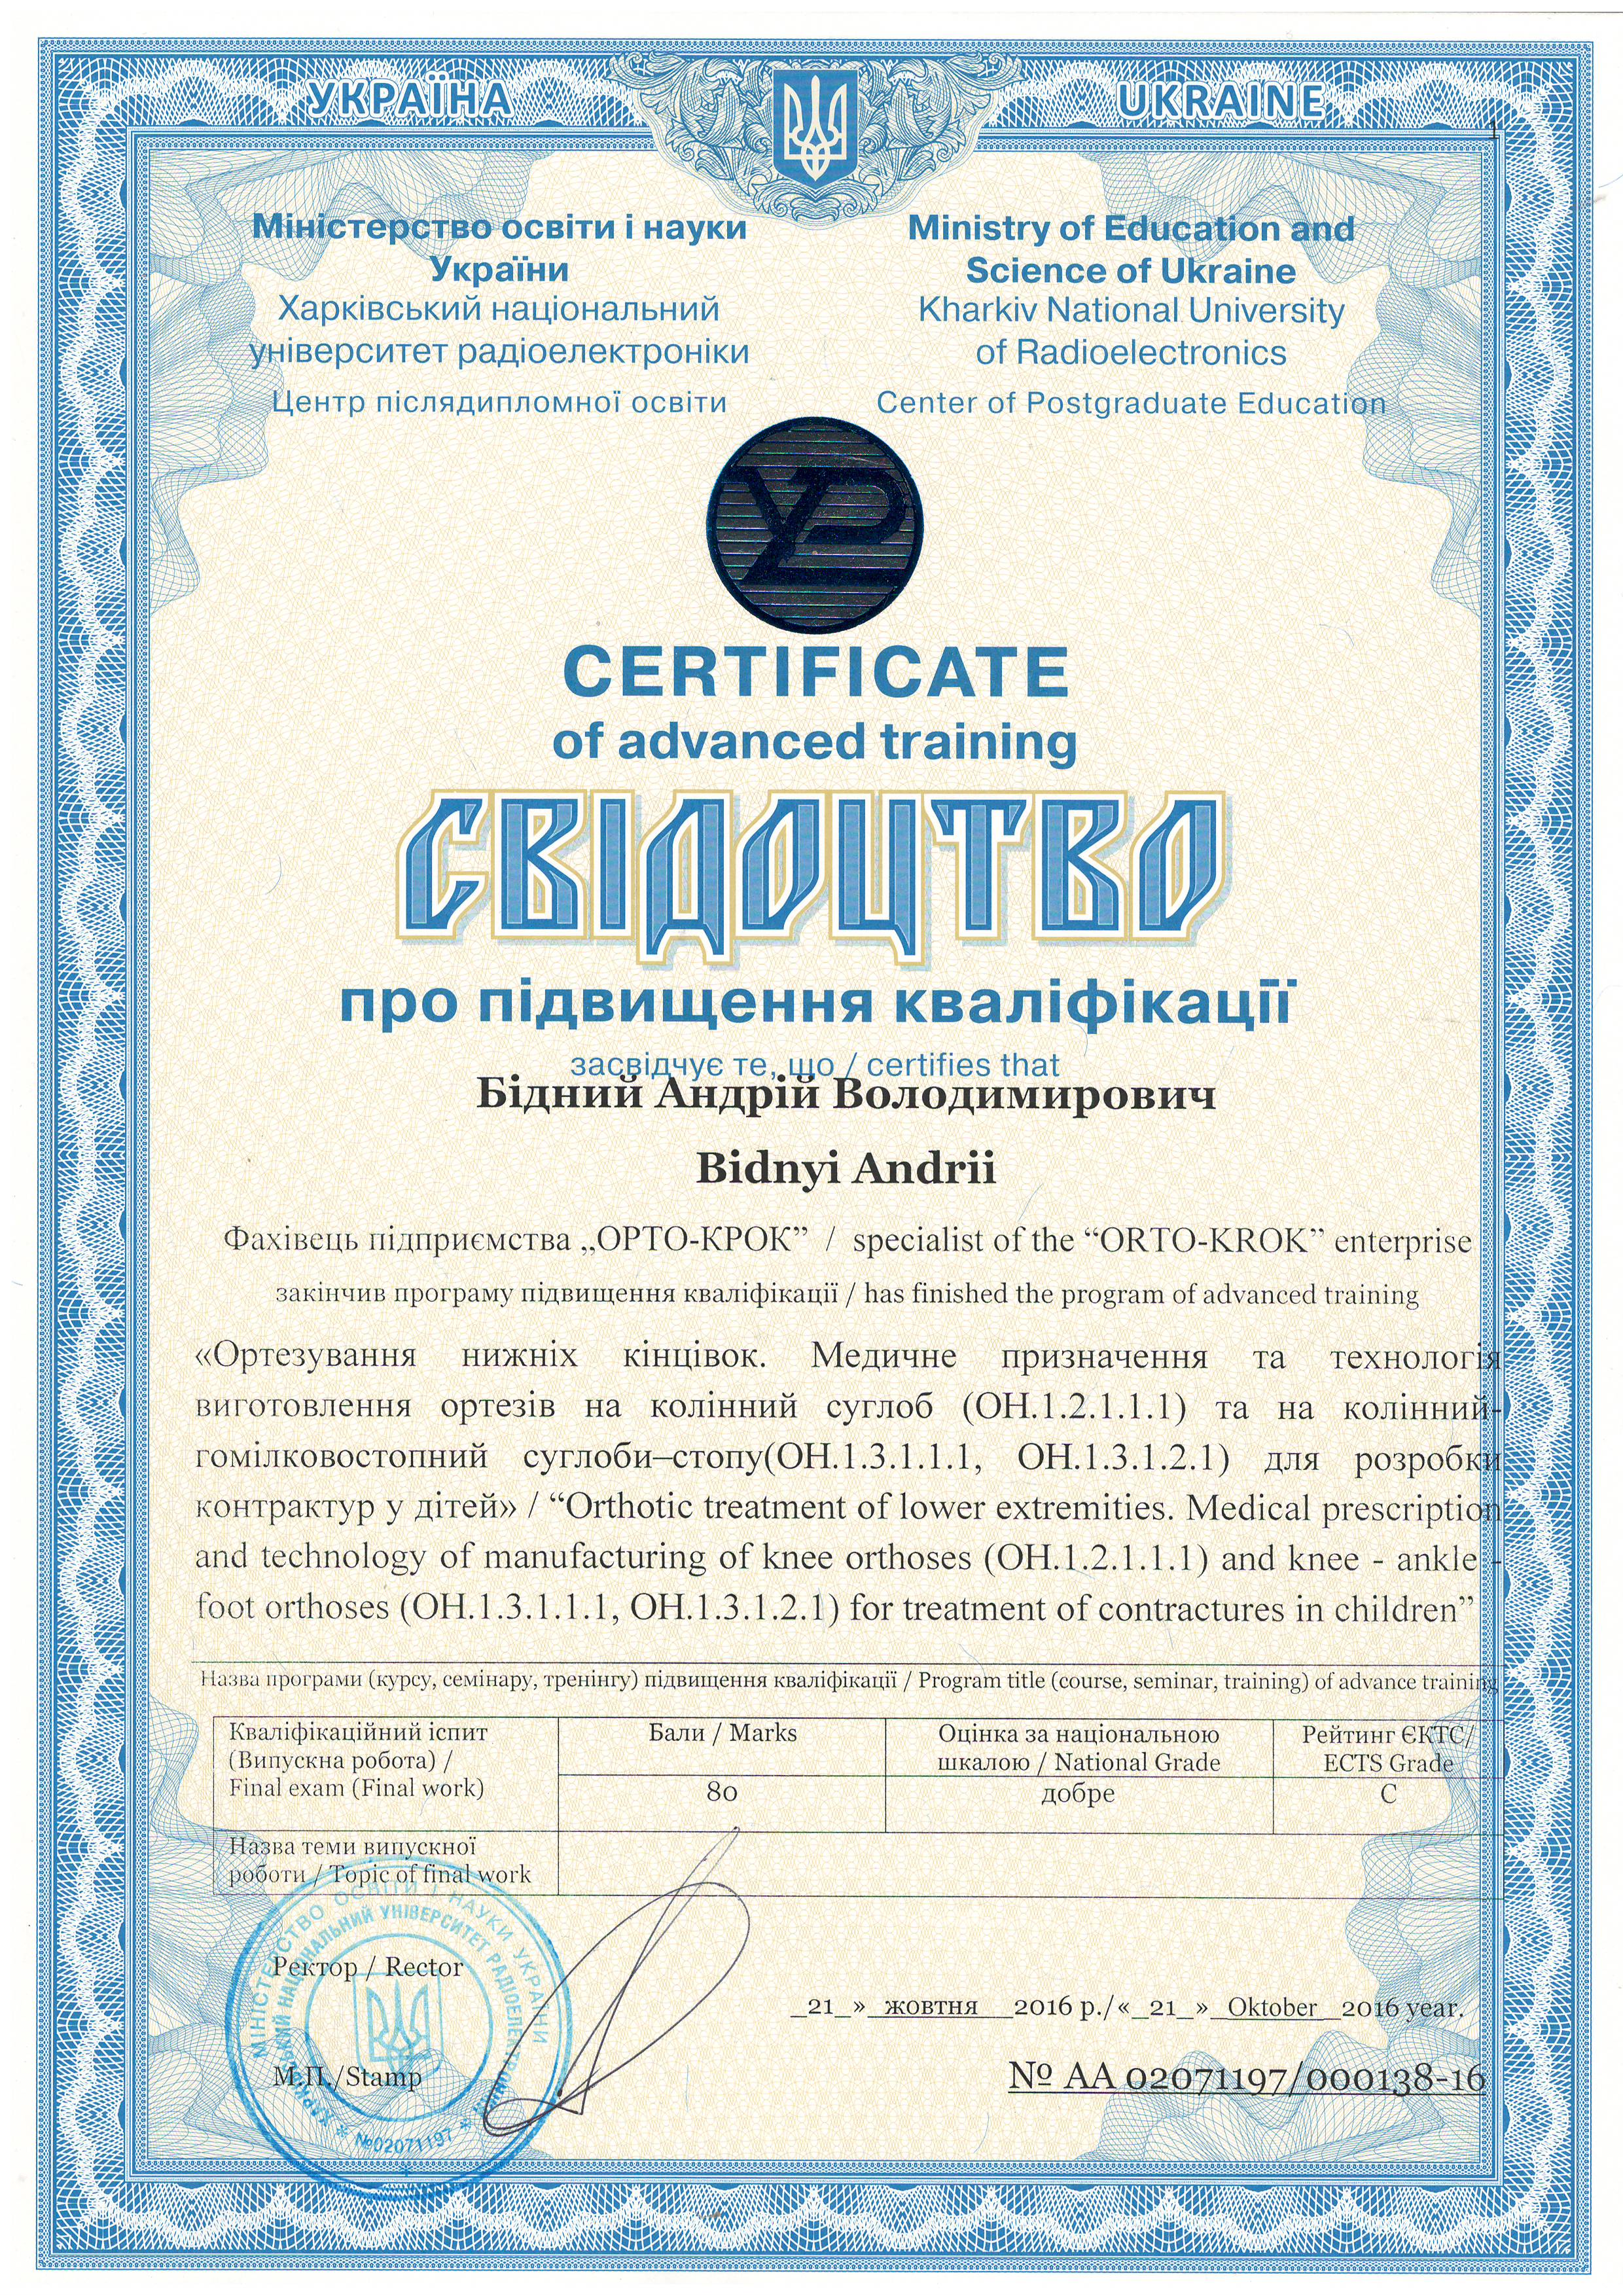 УКРАЇНА
UKRAINE
1
Міністерство освіти і науки
України
Харківський національний
університет радіоелектроніки
Центр післядипломної освіти
Ministry of Education and
Science of Ukraine
Kharkiv National University
of Radioelectronics
Center of Postgraduate Education
CERTIFICATE
of advanced training
СВІДОЦТВО
про підвищення кваліфікації
засвідчує те, що / certifies that
Бідний Андрій Володимирович
Bidnyi Andrii
Фахівець підприємства „ОРТО-КРОК” / specialist of the “ORTO-KROK” enterprise
закінчив програму підвищення кваліфікації / has finished the program of advanced training
«Ортезування нижніх кінцівок. Медичне призначення та технологія
виготовлення ортезів на колінний суглоб (ОН.1.2.1.1.1) та на колінний-
гомілковостопний суглоби–стопу(ОН.1.3.1.1.1, ОН.1.3.1.2.1) для розробки
контрактур у дітей» / “Orthotic treatment of lower extremities. Medical prescription
and technology of manufacturing of knee orthoses (OH.1.2.1.1.1) and knee - ankle -
foot orthoses (OH.1.3.1.1.1, OH.1.3.1.2.1) for treatment of contractures in children”
Назва програми (курсу, семінару, тренінгу) підвищення кваліфікації / Program title (course, seminar, training) of advance training
Кваліфікаційний іспит
(Випускна робота) /
Final exam (Final work)
Бали / Marks
80
Оцінка за національною
шкалою / National Grade
добре
Рейтинг ЄКТС/
ECTS Grade
C
Назва теми випускної
роботи / Topic of final work
Ректор / Rector
М.П./Stamp
МІНІСТЕРСТВО ОСВІТИ І НАУКИ УКРАЇНИ
ХАРКІВСЬКИЙ НАЦІОНАЛЬНИЙ УНІВЕРСИТЕТ РАДІОЕЛЕКТРОНІКИ
* №02071197 *
_21_» _жовтня__2016 р./«_21_»_Oktober_2016 year.
№ АА 02071197/000138-16